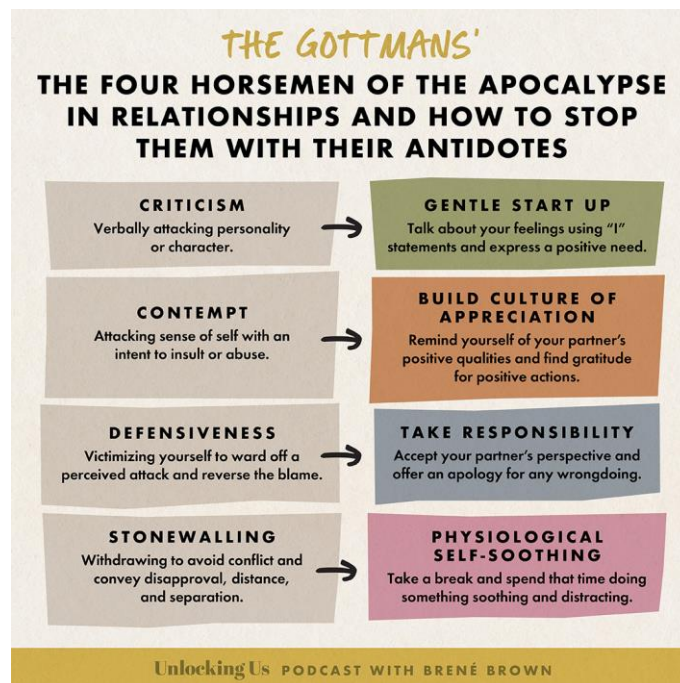 THE GOTTMANS'
THE FOUR HORSEMEN OF THE APOCALYPSE
IN RELATIONSHIPS AND HOW TO STOP
THEM WITH THEIR ANTIDOTES
CRITICISM
Verbally attacking personality
or character.
GENTLE START UP
Talk about your feelings using "I"
statements and express a positive need.
CONTEMPT
Attacking sense of self with an
intent to insult or abuse.
BUILD CULTURE OF
APPRECIATION
Remind yourself of your partner's
positive qualities and find gratitude
for positive actions.
DEFENSIVENESS
Victimizing yourself to ward off a
perceived attack and reverse the blame.
TAKE RESPONSIBILITY
Accept your partner's perspective and
offer an apology for any wrongdoing.
STONEWALLING
Withdrawing to avoid conflict and
convey disapproval, distance,
and separation.
PHYSIOLOGICAL
SELF-SOOTHING
Take a break and spend that time doing
something soothing and distracting.
Unlocking Us PODCAST WITH BRENÉ BROWN